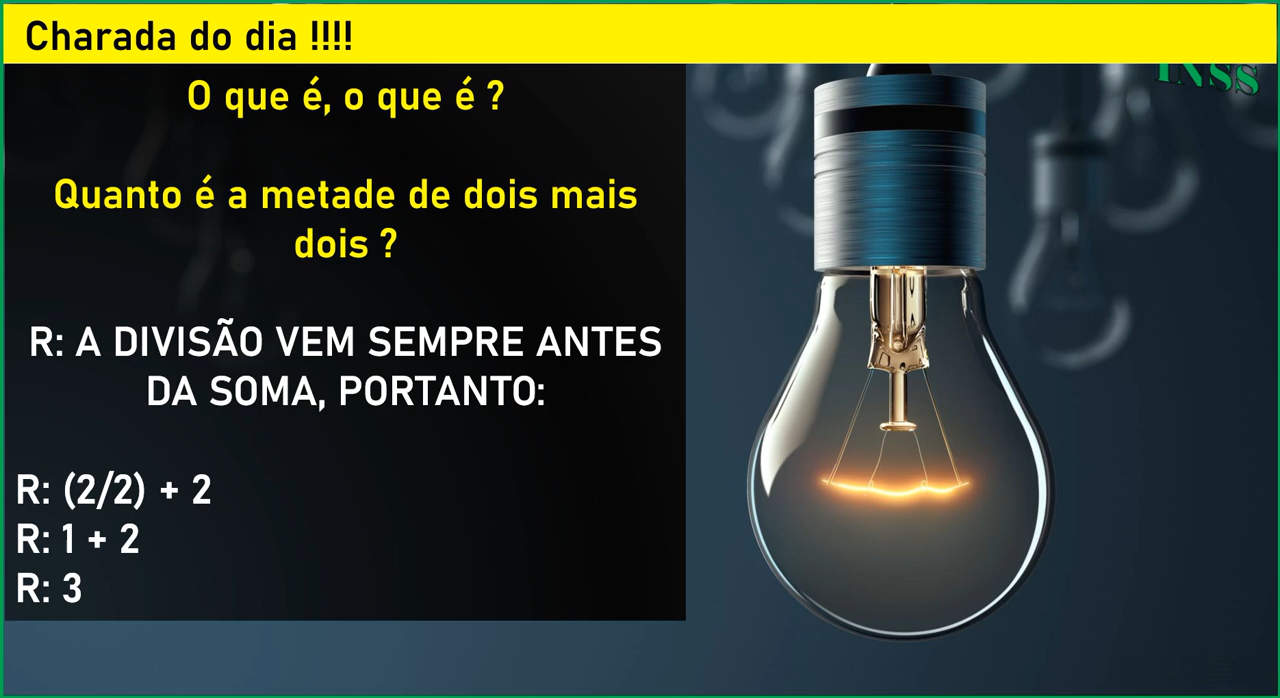 Charada do dia !!!!
INSS
O que é, o que é ?
Quanto é a metade de dois mais
dois ?
R: A DIVISÃO VEM SEMPRE ANTES
DA SOMA, PORTANTO:
R: (2/2) + 2
R: 1 + 2
R: 3